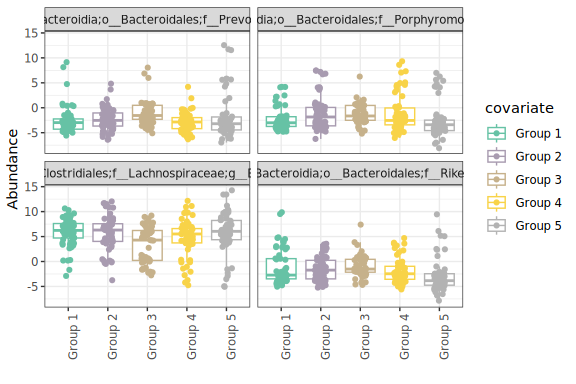 acteroidia;o__Bacteroidales;f__Prevo
dia;o__Bacteroidales;f__Porphyromo
Abundance
15
10
5
0
-5
lostridiales;f__Lachnospiraceae;g__
Bacteroidia;o__Bacteroidales;f__Rike
15
10
5
0
-5
Group 1
Group 2
Group 3
Group 4
Group 5
Group 1
Group 2
Group 3
Group 4
Group 5
covariate
Group 1
Group 2
Group 3
Group 4
Group 5